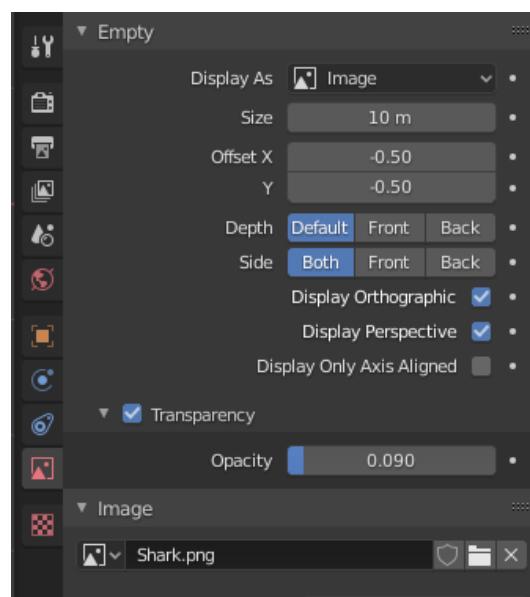 Empty
Display As Image
Size 10 m
Offset X -0.50
Y -0.50
Depth Default Front Back
Side Both Front Back
Display Orthographic
Display Perspective
Display Only Axis Aligned
Transparency
Opacity 0.090
Image
Shark.png